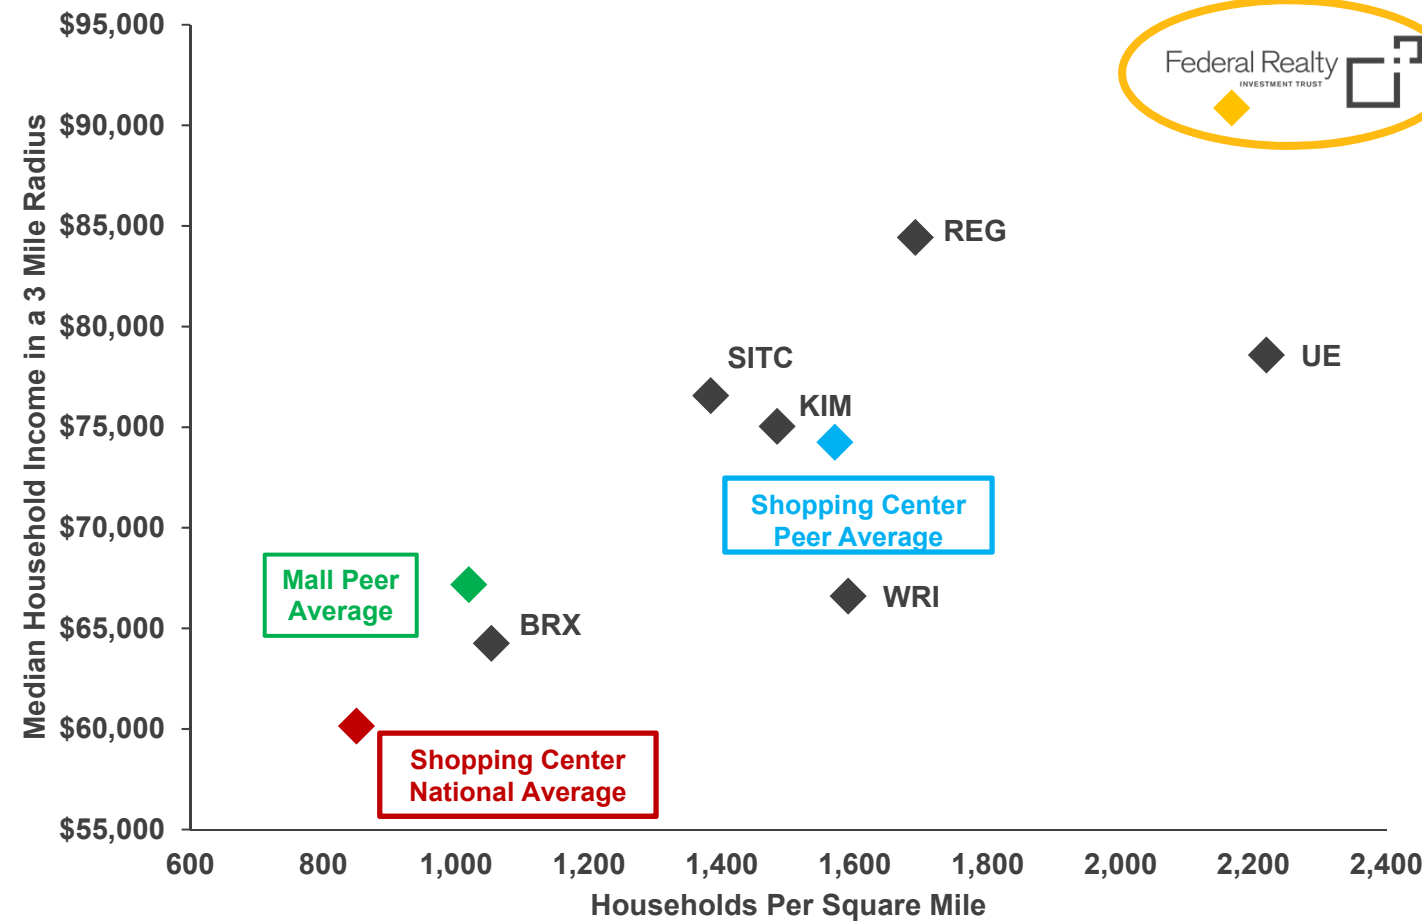 $95,000
$90,000
$85,000
$80,000
$75,000
$70,000
$65,000
$60,000
$55,000
Median Household Income in a 3 Mile Radius
Federal Realty
INVESTMENT TRUST
REG
UE
SITC
KIM
Shopping Center
Peer Average
Mall Peer
Average
WRI
BRX
Shopping Center
National Average
600 800 1,000 1,200 1,400 1,600 1,800 2,000 2,200 2,400
Households Per Square Mile